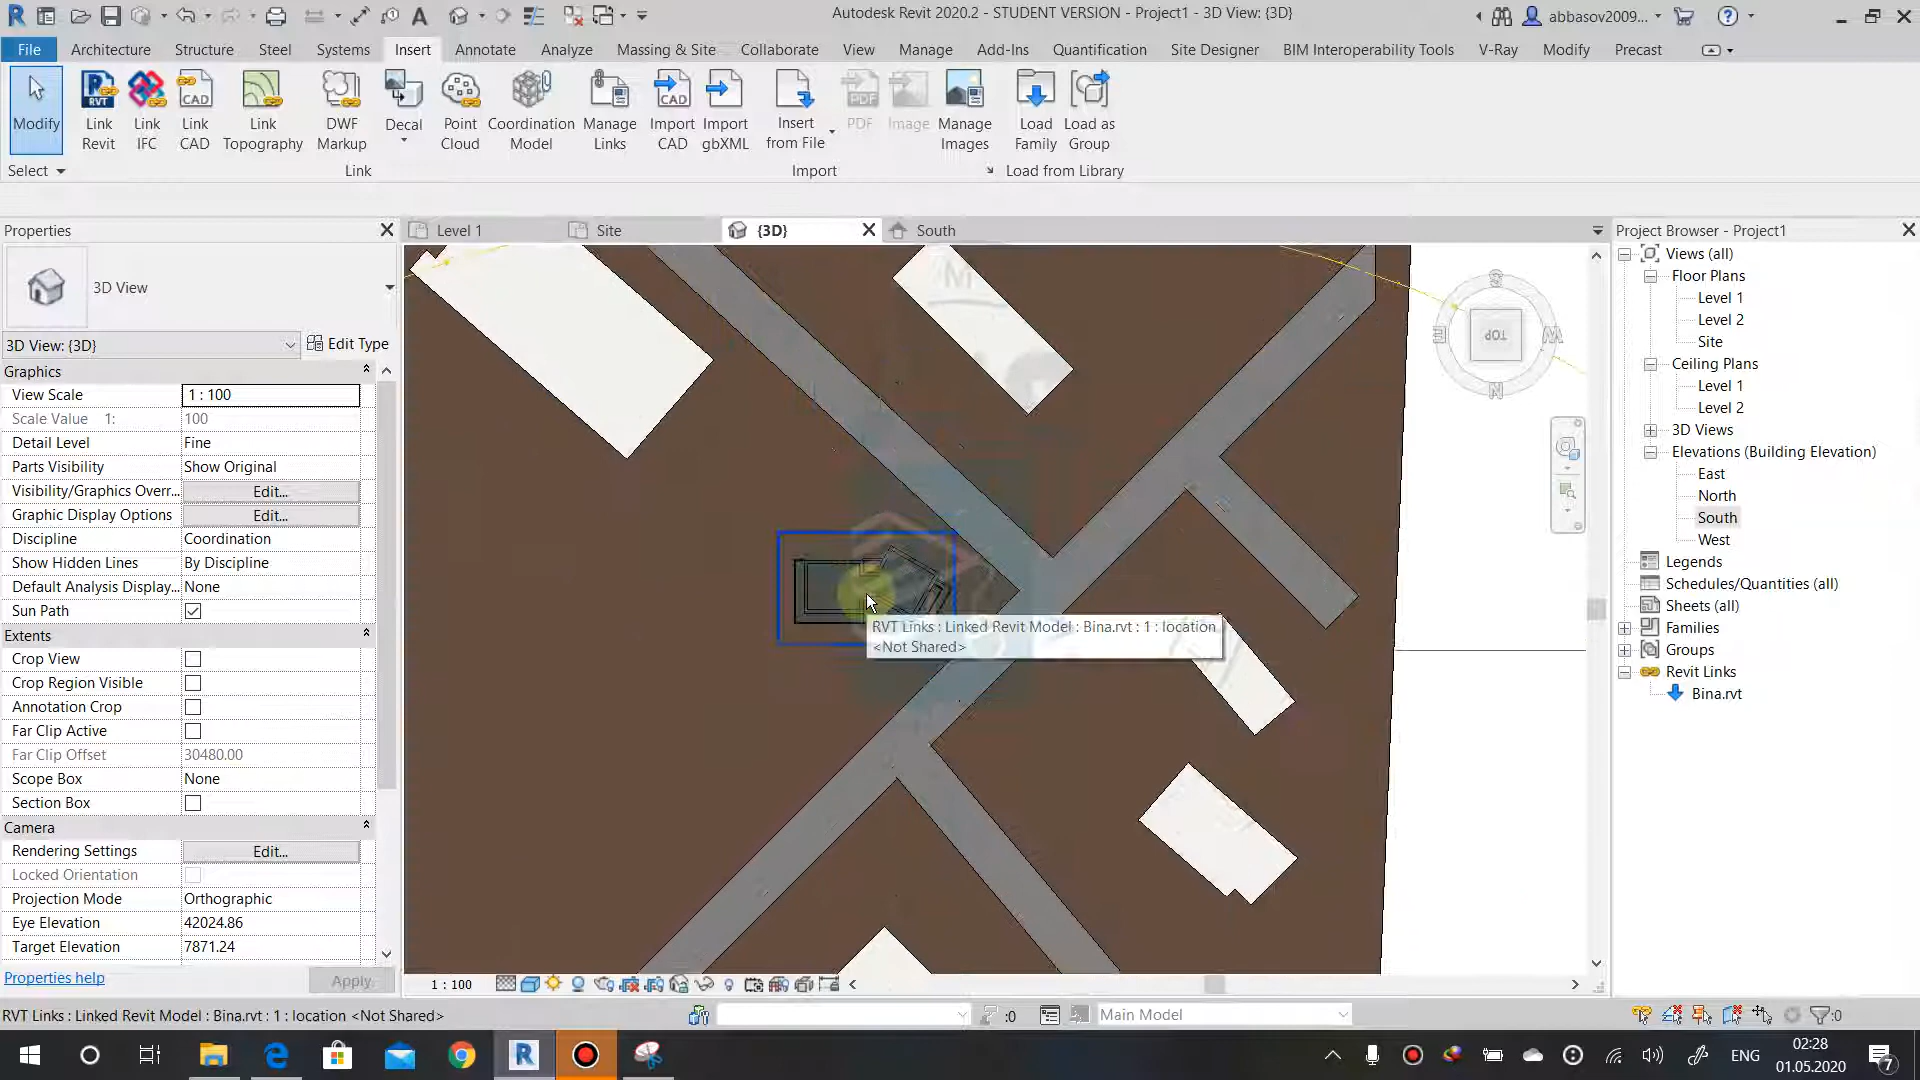 Autodesk Revit 2020.2 - STUDENT VERSION - Project1 - 3D View: {3D}
abbasov2009...
File Architecture Structure Steel Systems Insert Annotate Analyze Massing & Site Collaborate View Manage Add-Ins Quantification Site Designer BIM Interoperability Tools V-Ray Modify Precast
Modify
Link Revit
Link IFC
Link CAD
Link Topography
DWF Markup
Decal
Point Cloud
Coordination Model
Manage Links
Import CAD
Import gbXML
Insert from File
PDF
Image
Manage Images
Load Family
Load as Group
Select
Link
Import
Load from Library
Properties
Level 1
Site
{3D}
South
Project Browser - Project1
3D View
3D View: {3D}
Edit Type
Graphics
View Scale 1 : 100
Scale Value 1: 100
Detail Level Fine
Parts Visibility Show Original
Visibility/Graphics Overr... Edit...
Graphic Display Options Edit...
Discipline Coordination
Show Hidden Lines By Discipline
Default Analysis Display... None
Sun Path
Extents
Crop View
Crop Region Visible
Annotation Crop
Far Clip Active
Far Clip Offset 30480.00
Scope Box None
Section Box
Camera
Rendering Settings Edit...
Locked Orientation
Projection Mode Orthographic
Eye Elevation 42024.86
Target Elevation 7871.24
Properties help
Apply
M
S
E
TOP
W
N
RVT Links : Linked Revit Model : Bina.rvt : 1 : location
<Not Shared>
Views (all)
Floor Plans
Level 1
Level 2
Site
Ceiling Plans
Level 1
Level 2
3D Views
Elevations (Building Elevation)
East
North
South
West
Legends
Schedules/Quantities (all)
Sheets (all)
Families
Groups
Revit Links
Bina.rvt
1 : 100
RVT Links : Linked Revit Model : Bina.rvt : 1 : location <Not Shared>
:0
Main Model
:0
ENG
02:28
01.05.2020
7